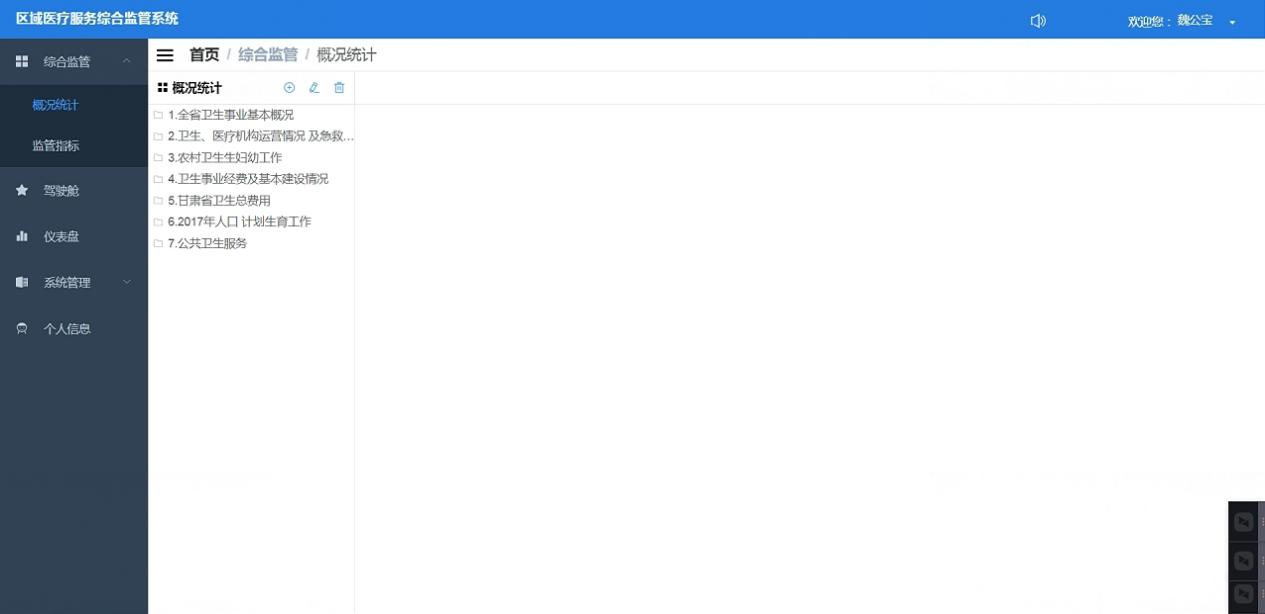 区域医疗服务综合监管系统
欢迎您： 魏公宝
综合监管
概况统计
监管指标
驾驶舱
仪表盘
系统管理
个人信息
首页 / 综合监管 / 概况统计
概况统计
1.全省卫生事业基本概况
2.卫生、医疗机构运营情况 及急救...
3.农村卫生生妇幼工作
4.卫生事业经费及基本建设情况
5.甘肃省卫生总费用
6.2017年人口 计划生育工作
7.公共卫生服务